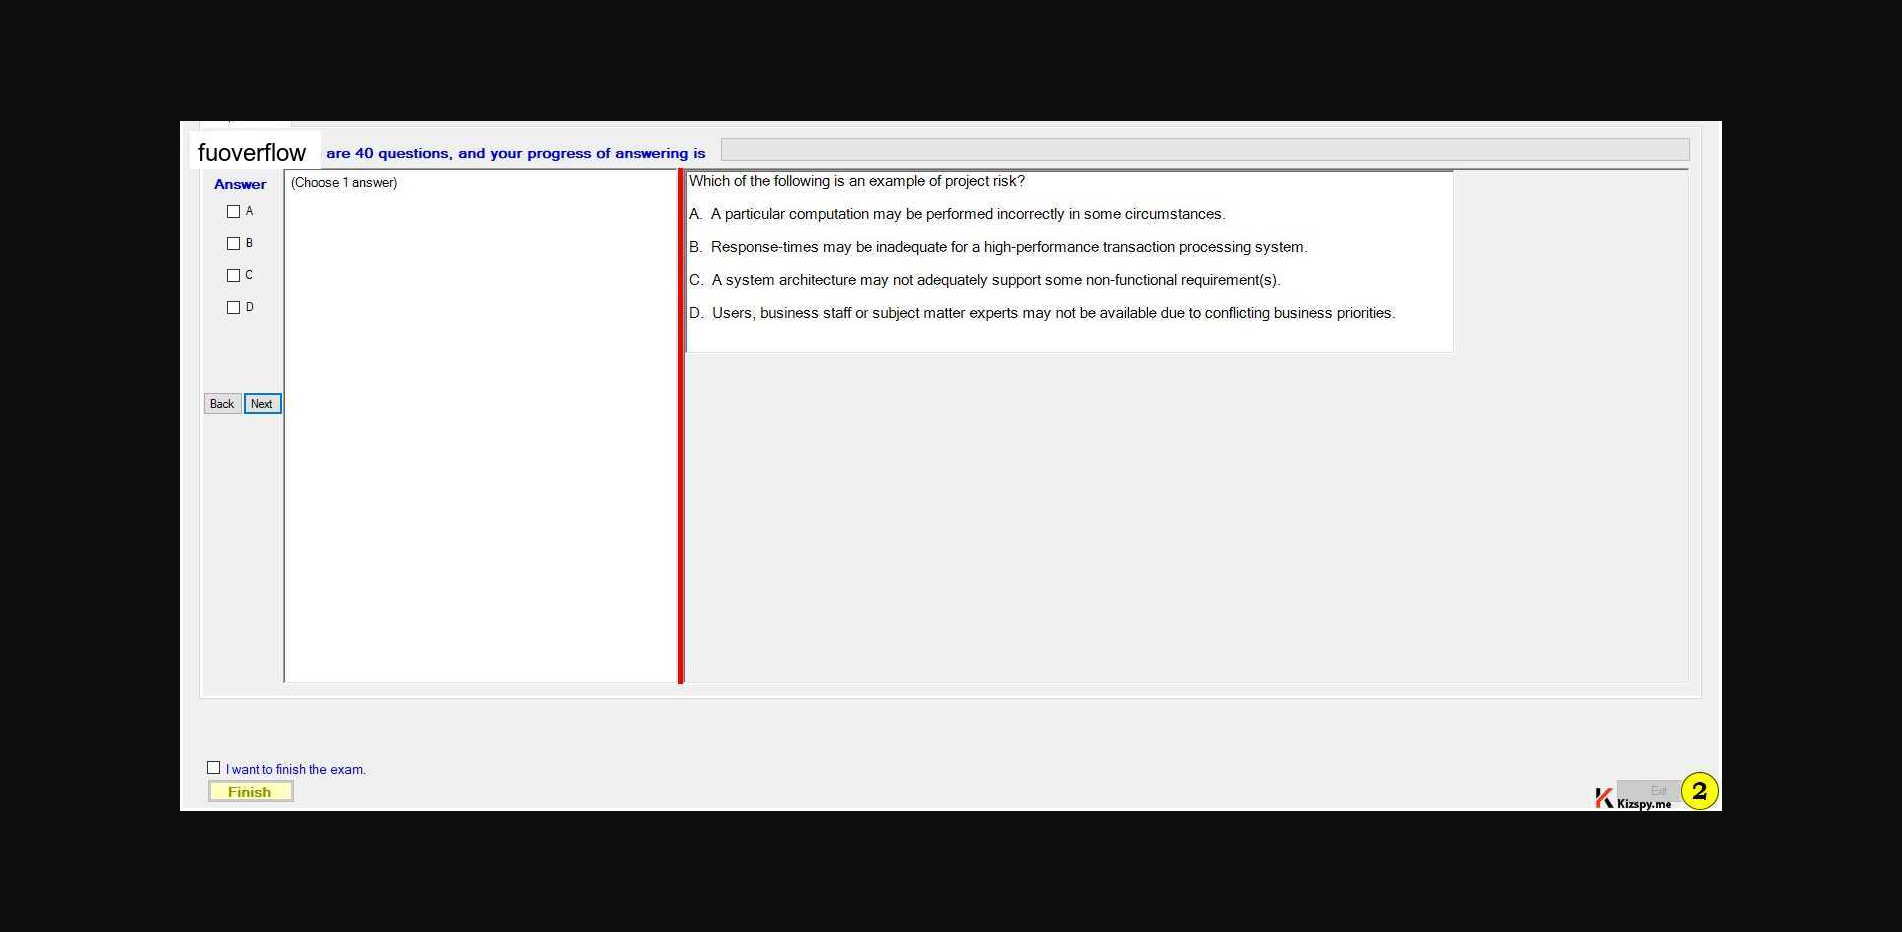 fuoverflow are 40 questions, and your progress of answering is
Answer
A
B
C
D
Back Next
(Choose 1 answer)
Which of the following is an example of project risk?
A. A particular computation may be performed incorrectly in some circumstances.
B. Response-times may be inadequate for a high-performance transaction processing system.
C. A system architecture may not adequately support some non-functional requirement(s).
D. Users, business staff or subject matter experts may not be available due to conflicting business priorities.
I want to finish the exam.
Finish
Exit
Kizspy.me
2